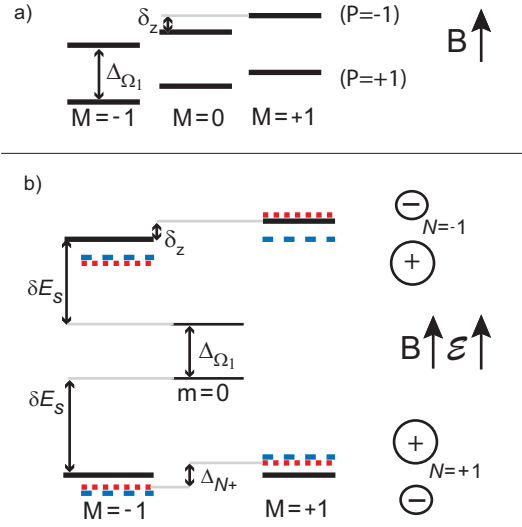 a)
δz
(P=-1)
B
ΔΩ1
(P=+1)
M=-1
M=0
M=+1
b)
−
N=-1
δz
+
δEs
ΔΩ1
B ℰ
m=0
δEs
+
N=+1
ΔN+
−
M=-1
M=+1